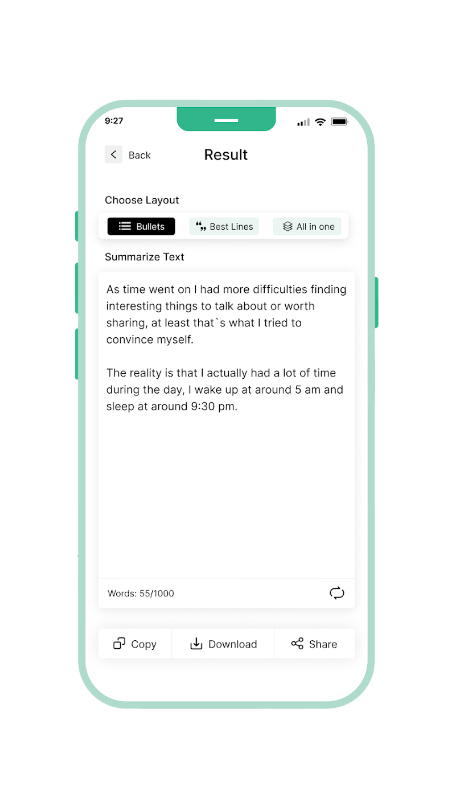 9:27
Back
Result
Choose Layout
Bullets
Best Lines
All in one
Summarize Text
As time went on I had more difficulties finding
interesting things to talk about or worth
sharing, at least that`s what I tried to
convince myself.
The reality is that I actually had a lot of time
during the day, I wake up at around 5 am and
sleep at around 9:30 pm.
Words: 55/1000
Copy
Download
Share